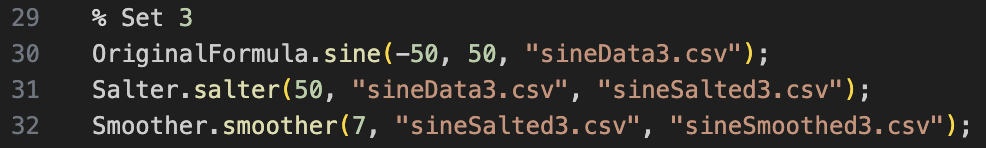 29 % Set 3
30 OriginalFormula.sine(-50, 50, "sineData3.csv");
31 Salter.salter(50, "sineData3.csv", "sineSalted3.csv");
32 Smoother.smoother(7, "sineSalted3.csv", "sineSmoothed3.csv");